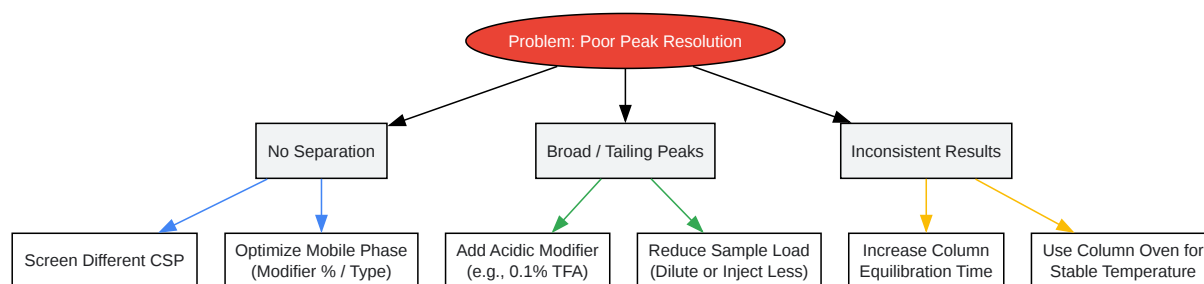 Problem: Poor Peak Resolution
No Separation
Broad / Tailing Peaks
Inconsistent Results
Screen Different CSP
Optimize Mobile Phase
(Modifier % / Type)
Add Acidic Modifier
(e.g., 0.1% TFA)
Reduce Sample Load
(Dilute or Inject Less)
Increase Column
Equilibration Time
Use Column Oven for
Stable Temperature